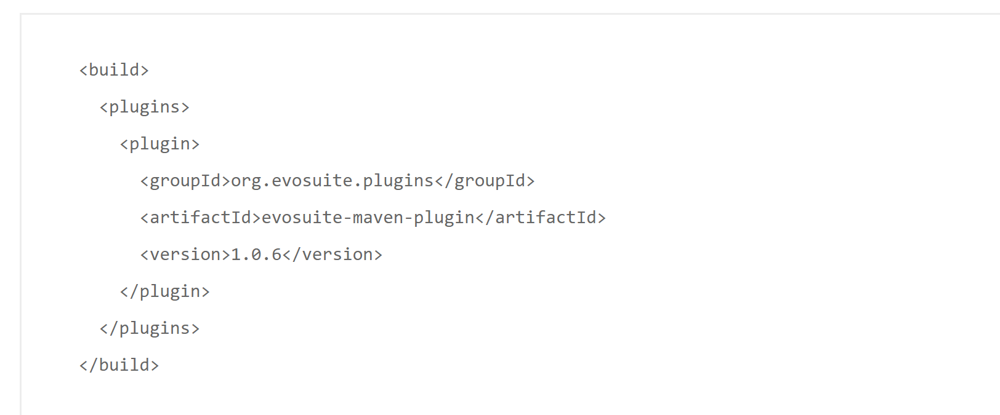 <build>
  <plugins>
    <plugin>
      <groupId>org.evosuite.plugins</groupId>
      <artifactId>evosuite-maven-plugin</artifactId>
      <version>1.0.6</version>
    </plugin>
  </plugins>
</build>